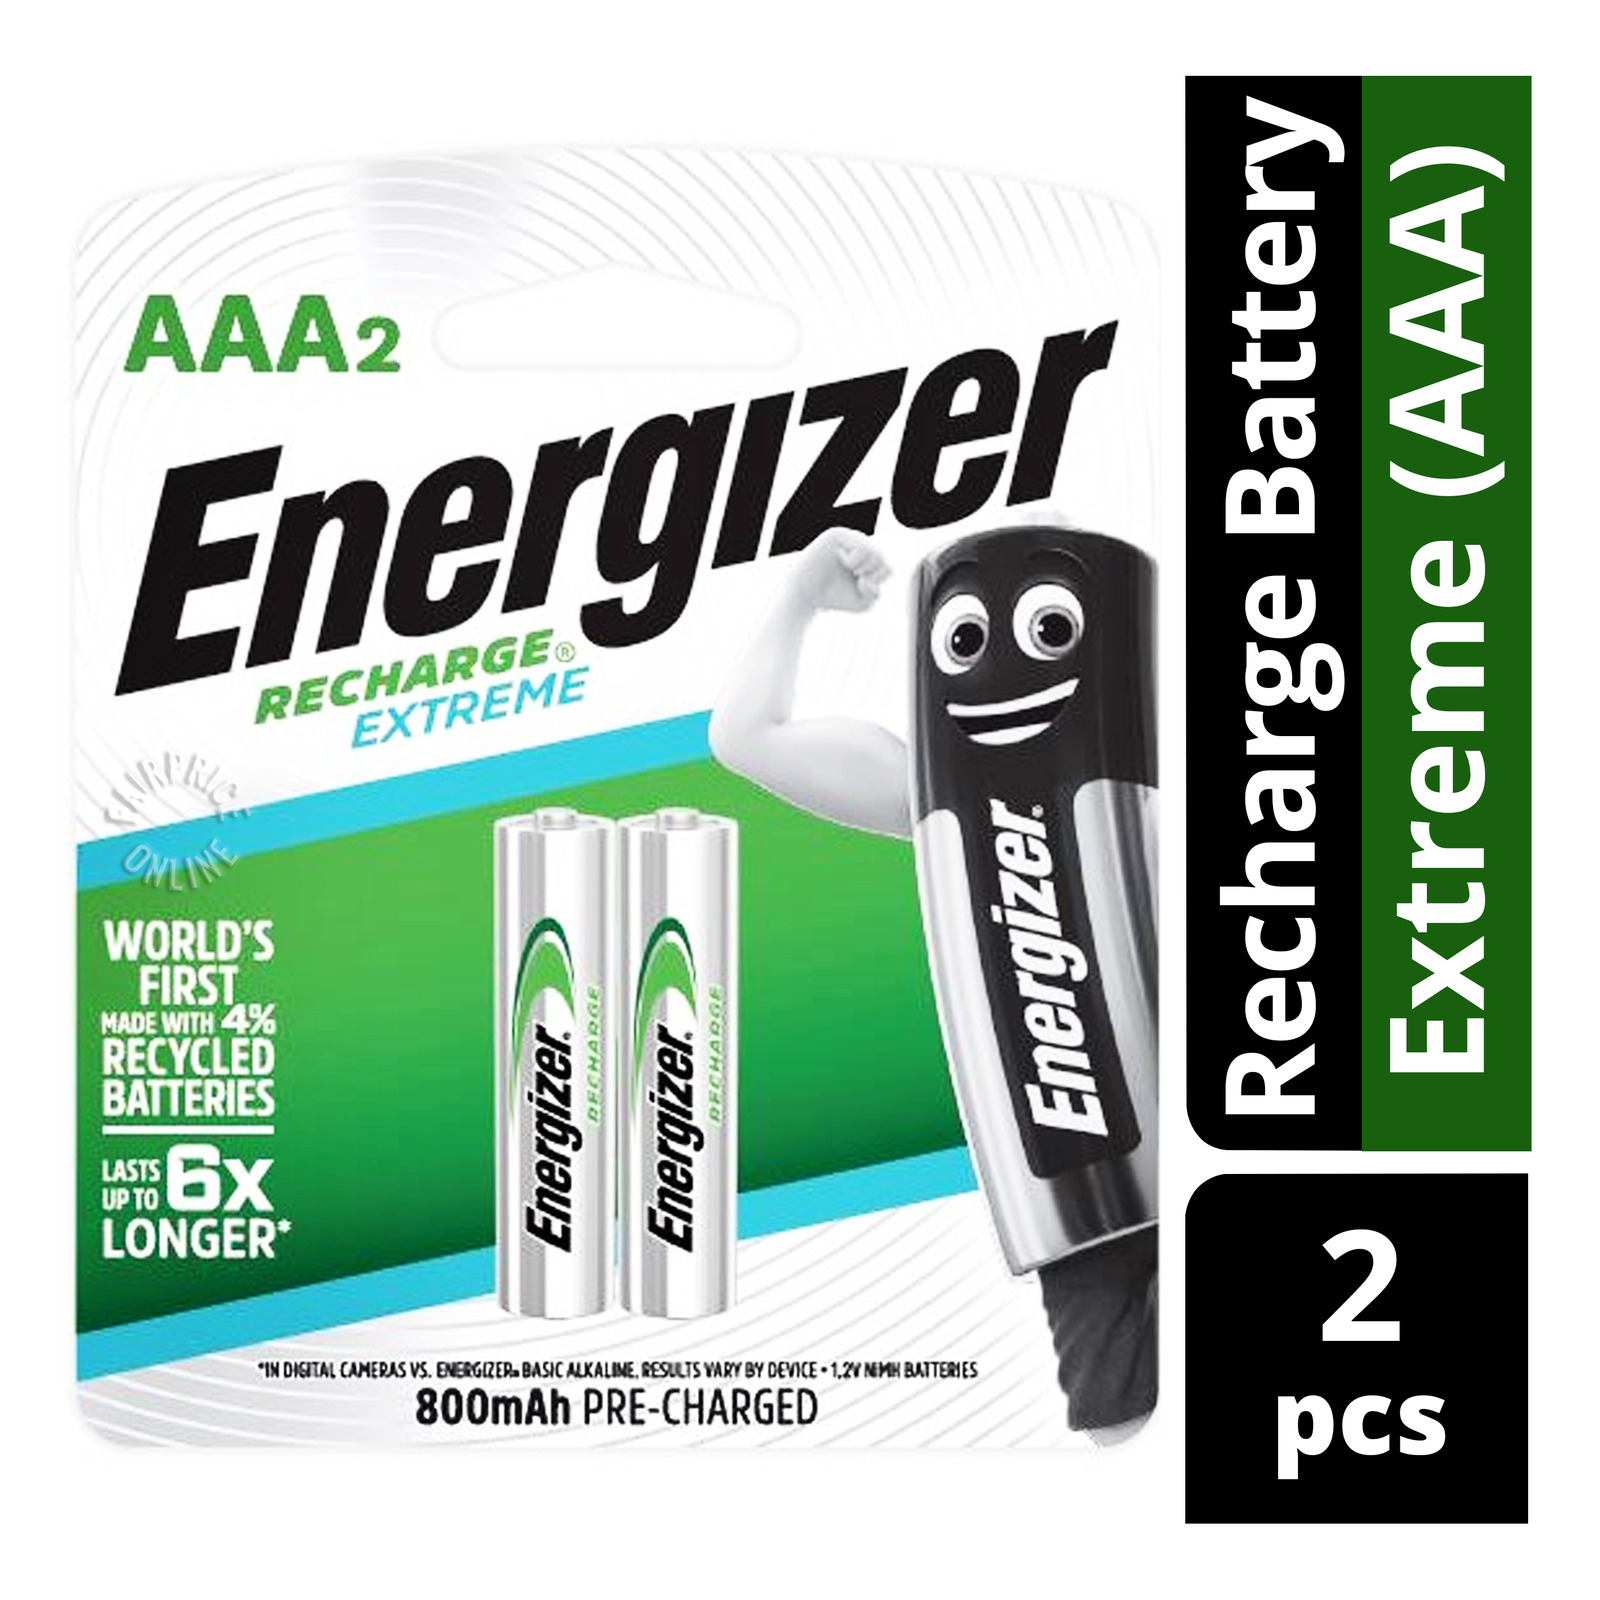 AAA2
Energizer
RECHARGE®
EXTREME
FAIRPRICE
ONLINE
WORLD'S
FIRST
MADE WITH 4%
RECYCLED
BATTERIES
LASTS
UP TO 6x
LONGER*
Energizer®
RECHARGE
Energizer®
RECHARGE
Energizer®
*IN DIGITAL CAMERAS VS. ENERGIZER® BASIC ALKALINE. RESULTS VARY BY DEVICE • 1.2V NiMH BATTERIES
800mAh PRE-CHARGED
Recharge Battery
Extreme (AAA)
2
pcs